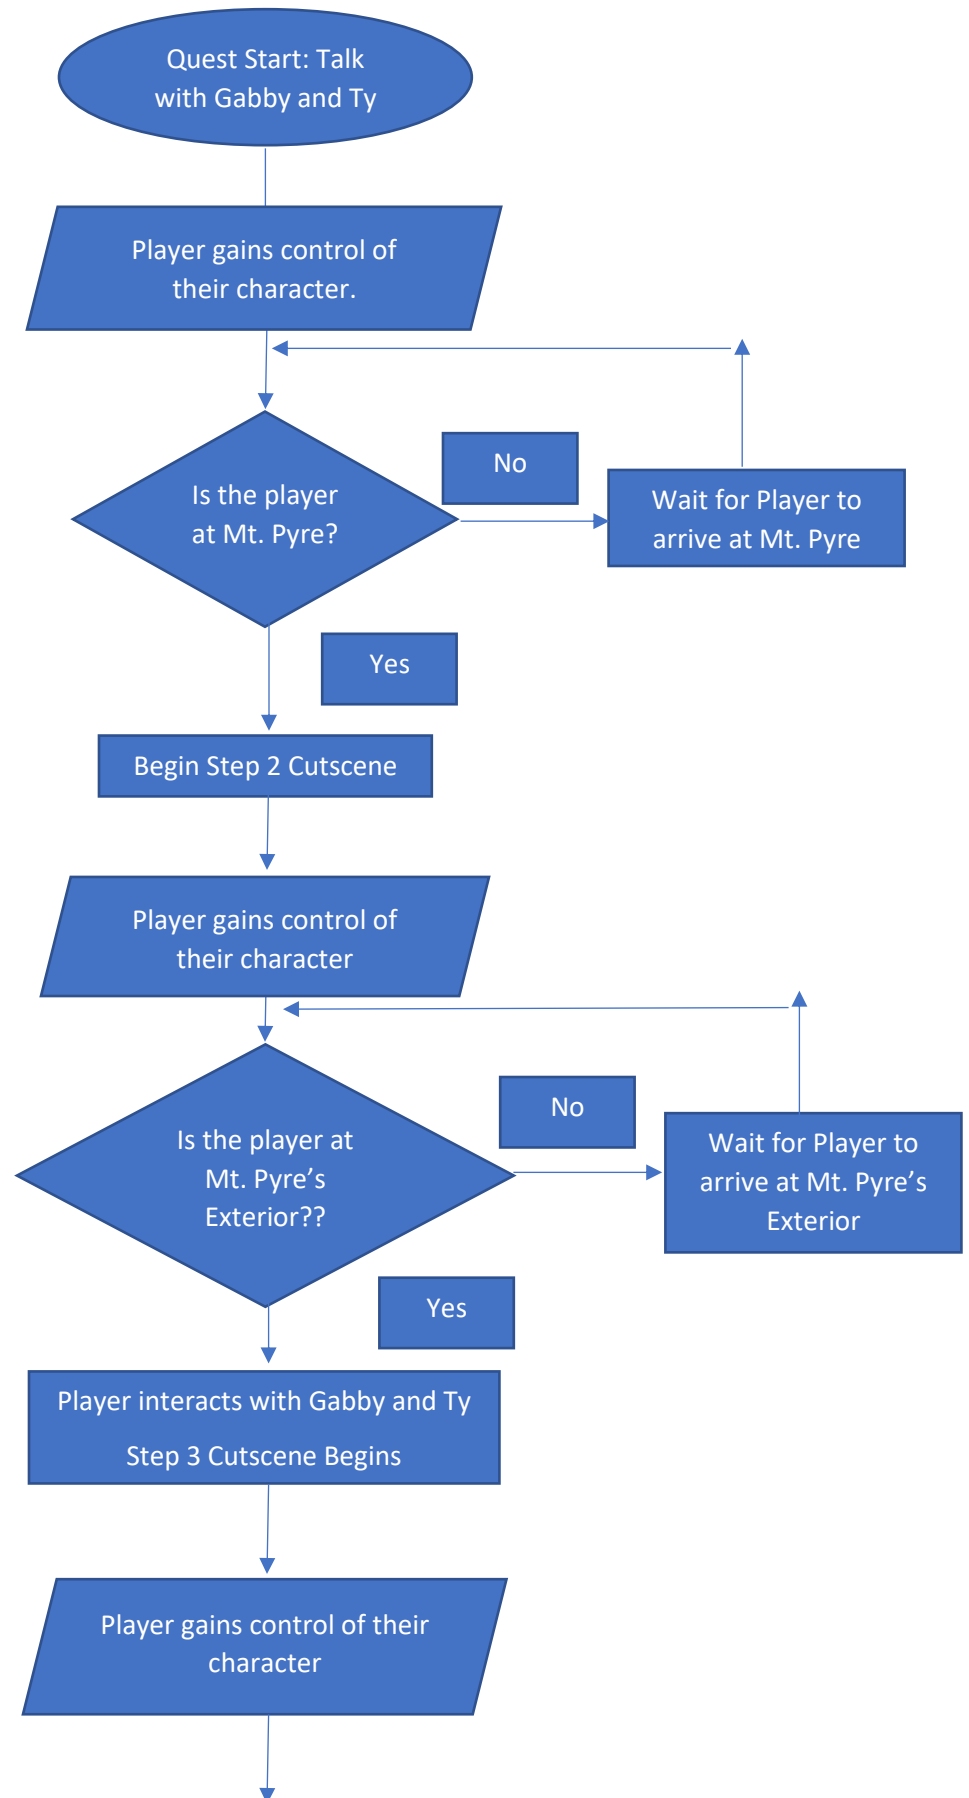 Quest Start: Talk
with Gabby and Ty
Player gains control of
their character.
Is the player
at Mt. Pyre?
No
Wait for Player to
arrive at Mt. Pyre
Yes
Begin Step 2 Cutscene
Player gains control of
their character
Is the player at
Mt. Pyre’s
Exterior??
No
Wait for Player to
arrive at Mt. Pyre’s
Exterior
Yes
Player interacts with Gabby and Ty
Step 3 Cutscene Begins
Player gains control of their
character